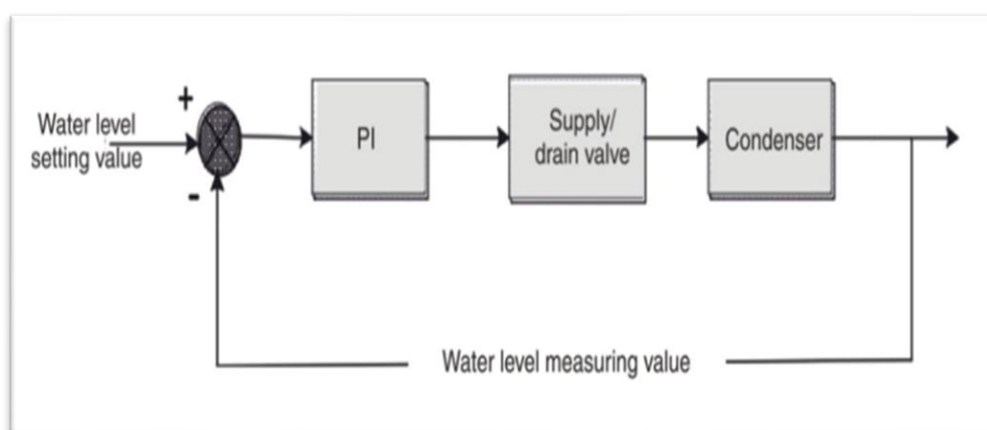 Water level
setting value
+
-
PI
Supply/
drain valve
Condenser
Water level measuring value